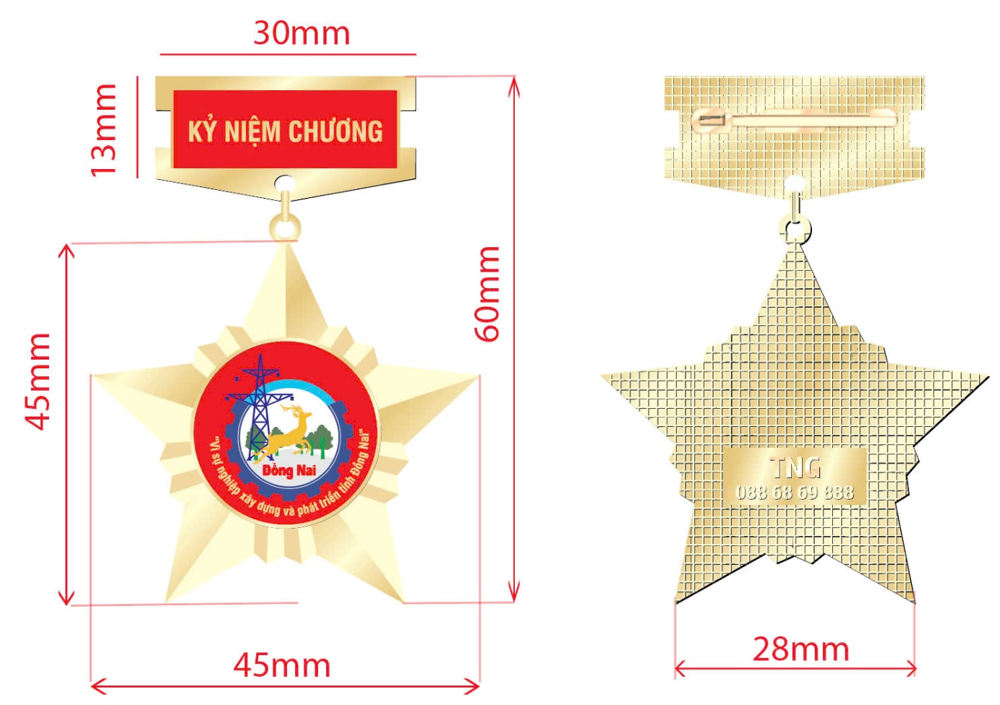 30mm
13mm
KỶ NIỆM CHƯƠNG
60mm
45mm
Đồng Nai
"Vì sự nghiệp xây dựng và phát triển tỉnh Đồng Nai"
45mm
TNG
088 68 69 888
28mm